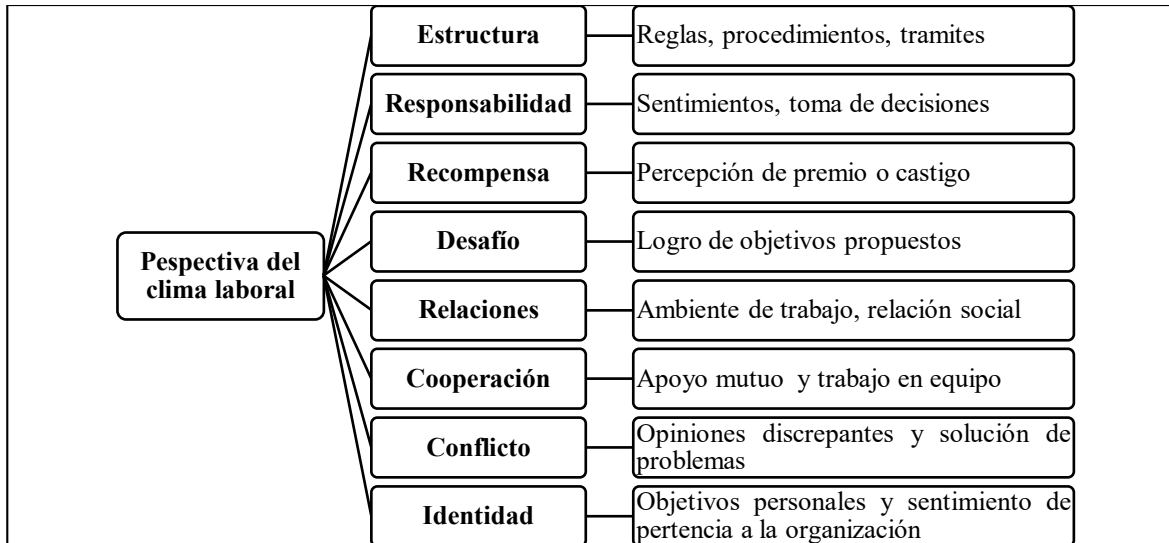 Estructura
Reglas, procedimientos, tramites
Responsabilidad
Sentimientos, toma de decisiones
Recompensa
Percepción de premio o castigo
Desafío
Logro de objetivos propuestos
Pespectiva del
clima laboral
Relaciones
Ambiente de trabajo, relación social
Cooperación
Apoyo mutuo y trabajo en equipo
Conflicto
Opiniones discrepantes y solución de
problemas
Identidad
Objetivos personales y sentimiento de
pertencia a la organización